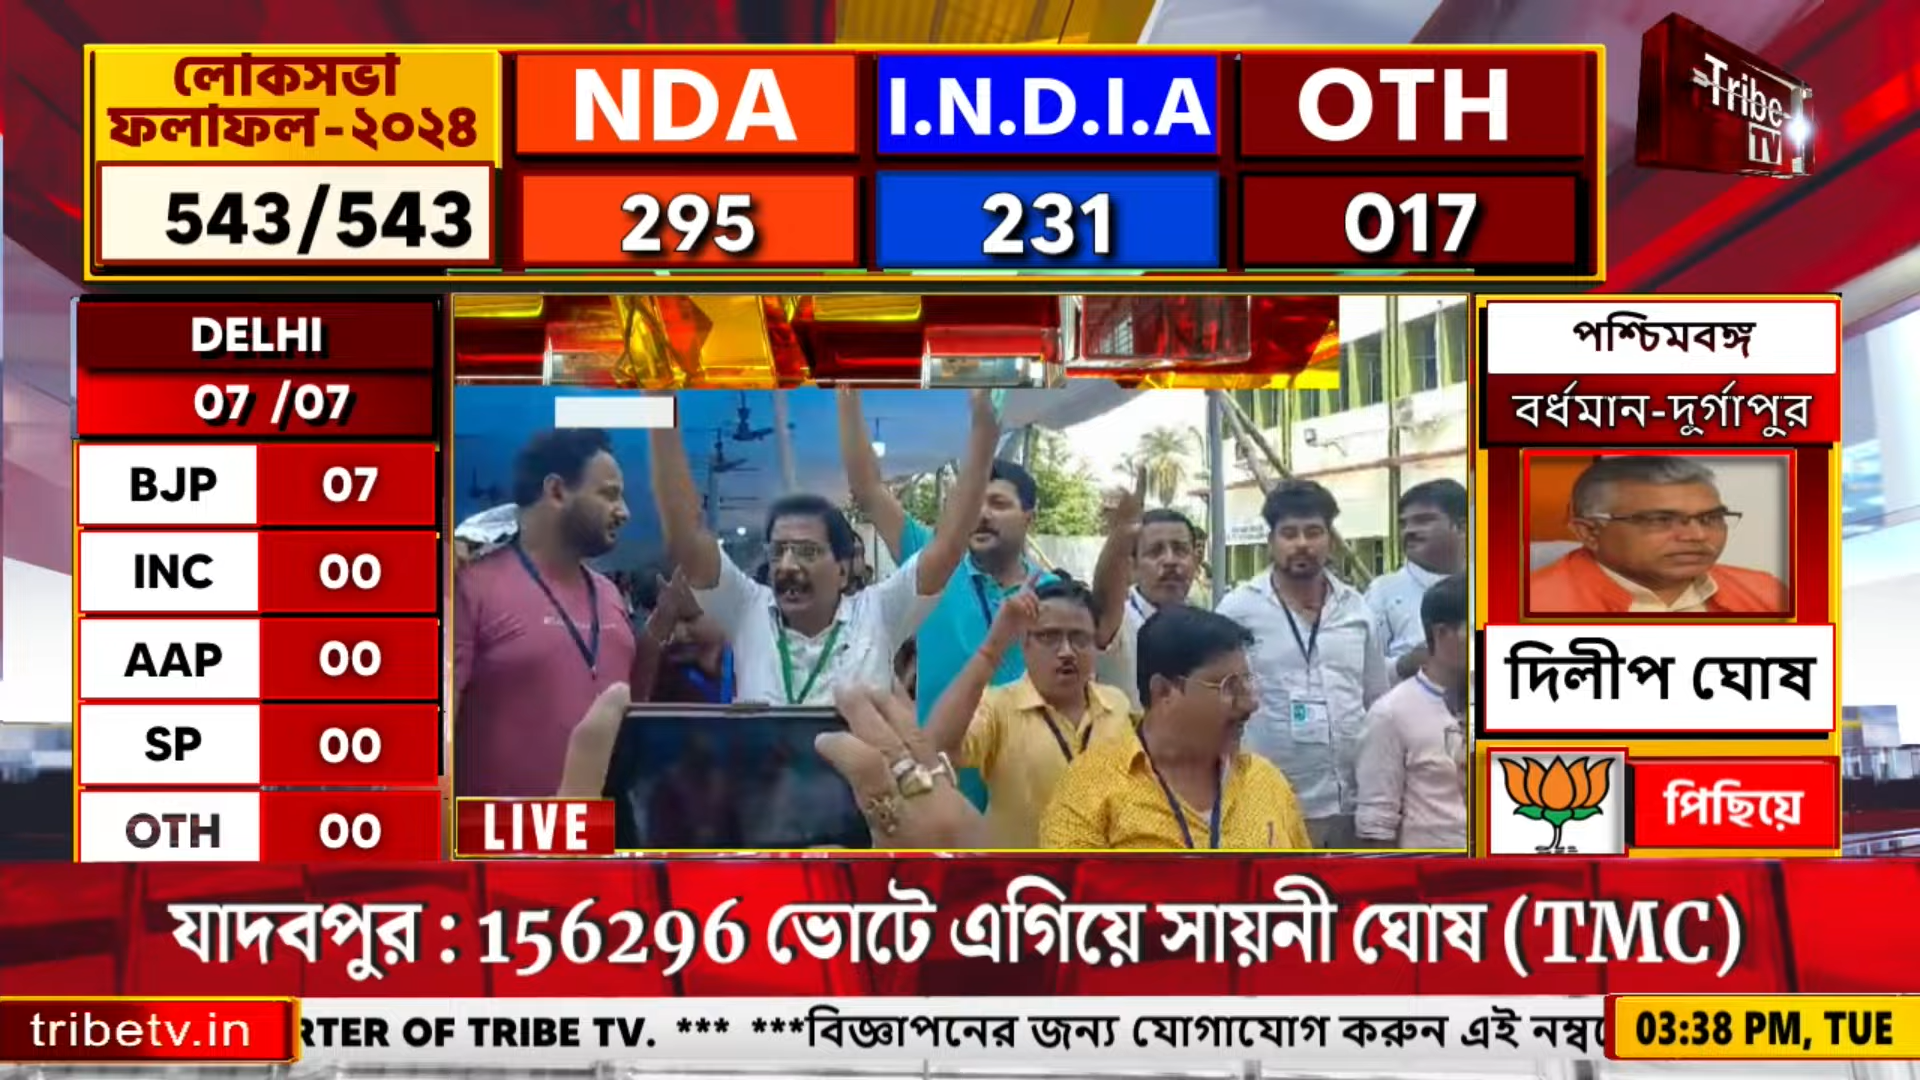 লোকসভা
ফলাফল-২০২৪
543/543
NDA
I.N.D.I.A
OTH
295
231
017
Tribe
TV
DELHI
07 /07
BJP 07
INC 00
AAP 00
SP 00
OTH 00
LIVE
পশ্চিমবঙ্গ
বর্ধমান-দূর্গাপুর
দিলীপ ঘোষ
পিছিয়ে
যাদবপুর : 156296 ভোটে এগিয়ে সায়নী ঘোষ (TMC)
tribetv.in
RTER OF TRIBE TV. *** ***বিজ্ঞাপনের জন্য যোগাযোগ করুন এই
03:38 PM, TUE